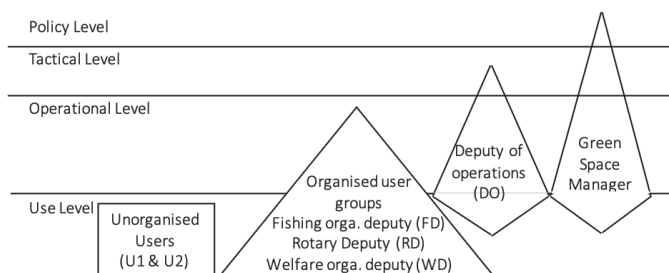 Policy Level
Tactical Level
Operational Level
Use Level
Unorganised
Users
(U1 & U2)
Organised user
groups
Fishing orga. deputy (FD)
Rotary Deputy (RD)
Welfare orga. deputy (WD)
Deputy of
operations
(DO)
Green
Space
Manager